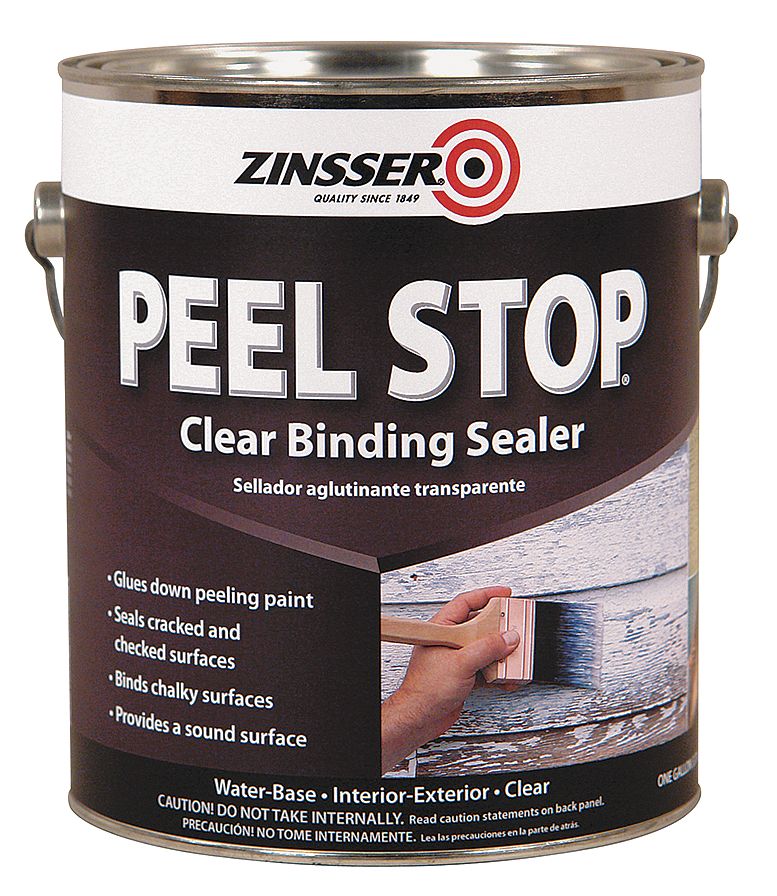 ZINSSER®
QUALITY SINCE 1849
PEEL STOP®
Clear Binding Sealer
Sellador aglutinante transparente
• Glues down peeling paint
• Seals cracked and
checked surfaces
• Binds chalky surfaces
• Provides a sound surface
Water-Base • Interior-Exterior • Clear
ONE GALLON
CAUTION! DO NOT TAKE INTERNALLY. Read caution statements on back panel.
PRECAUCIÓN! NO TOME INTERNAMENTE. Lea las precauciones en la parte de atrás.